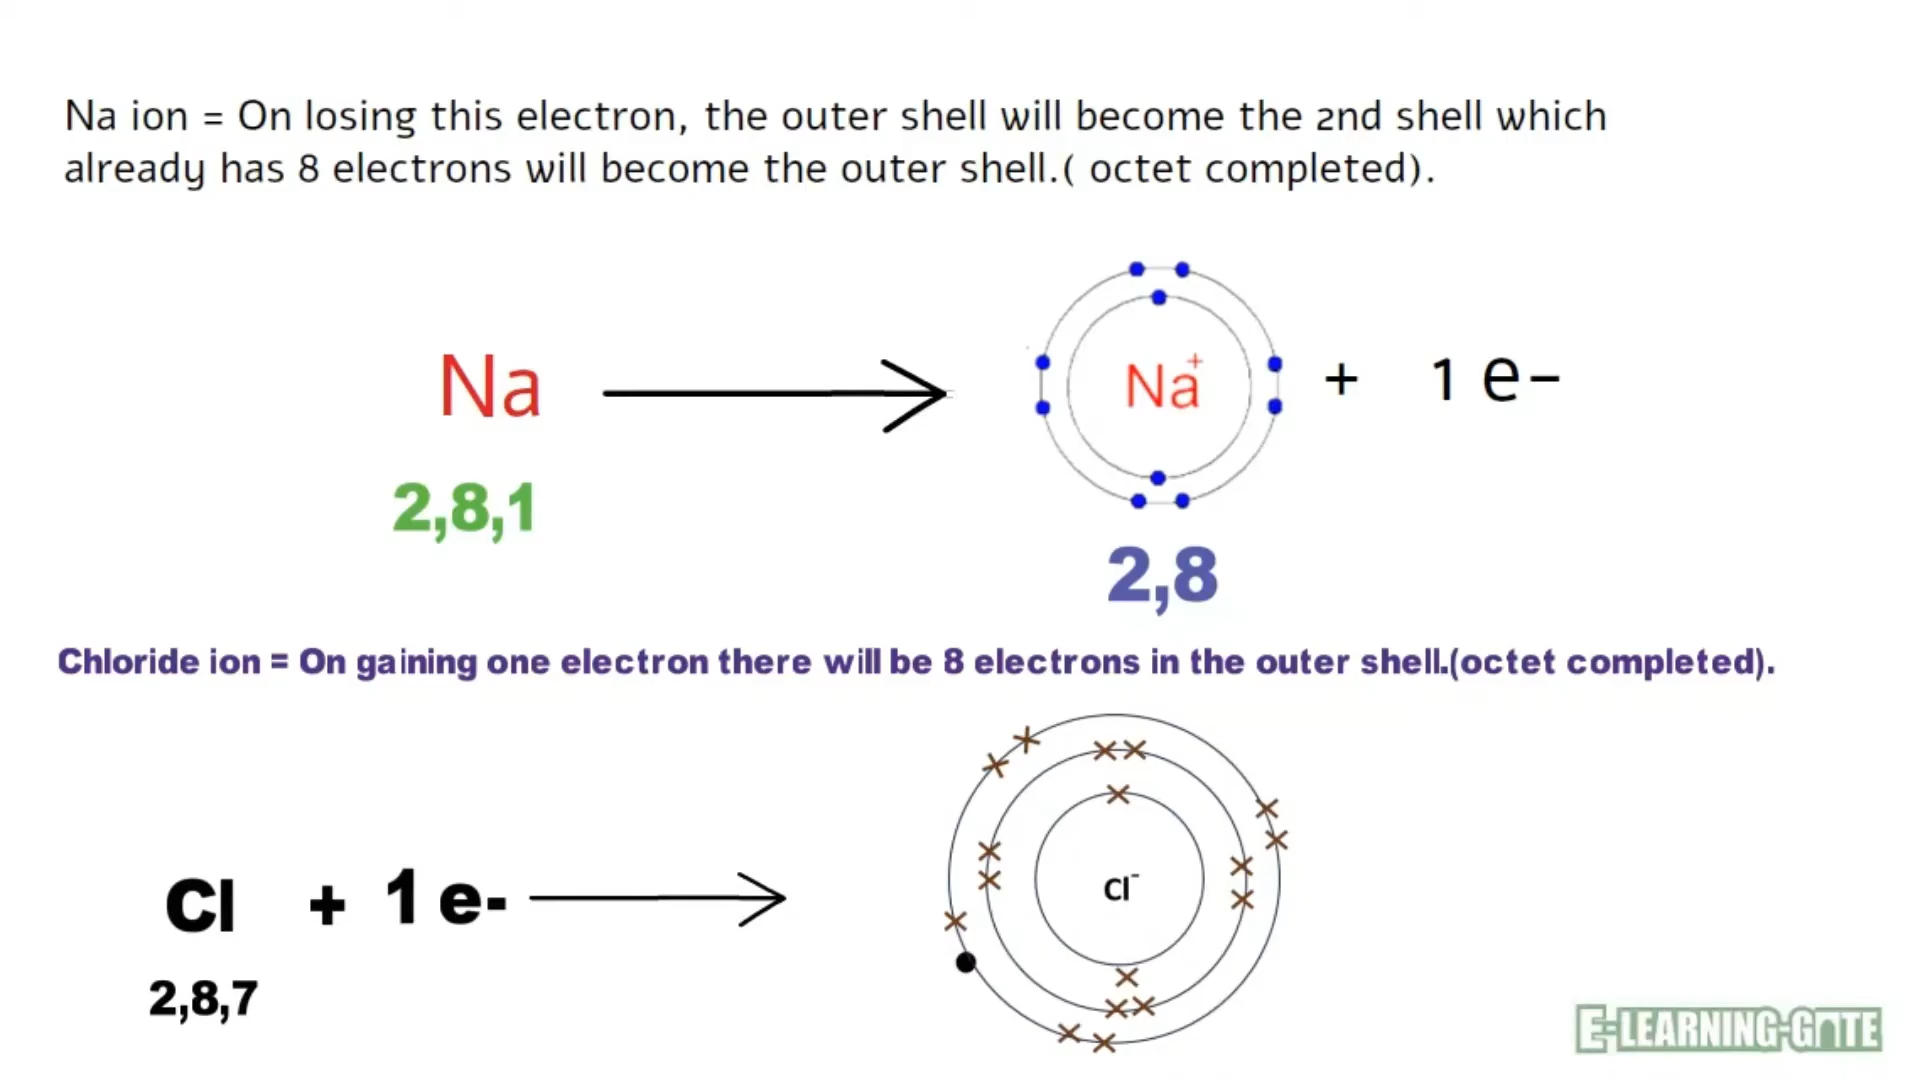 Na ion = On losing this electron, the outer shell will become the 2nd shell which
already has 8 electrons will become the outer shell.( octet completed).
Na
Na+
+ 1 e-
2,8,1
2,8
Chloride ion = On gaining one electron there will be 8 electrons in the outer shell.(octet completed).
Cl + 1 e-
cl-
2,8,7
E-LEARNING-GATE